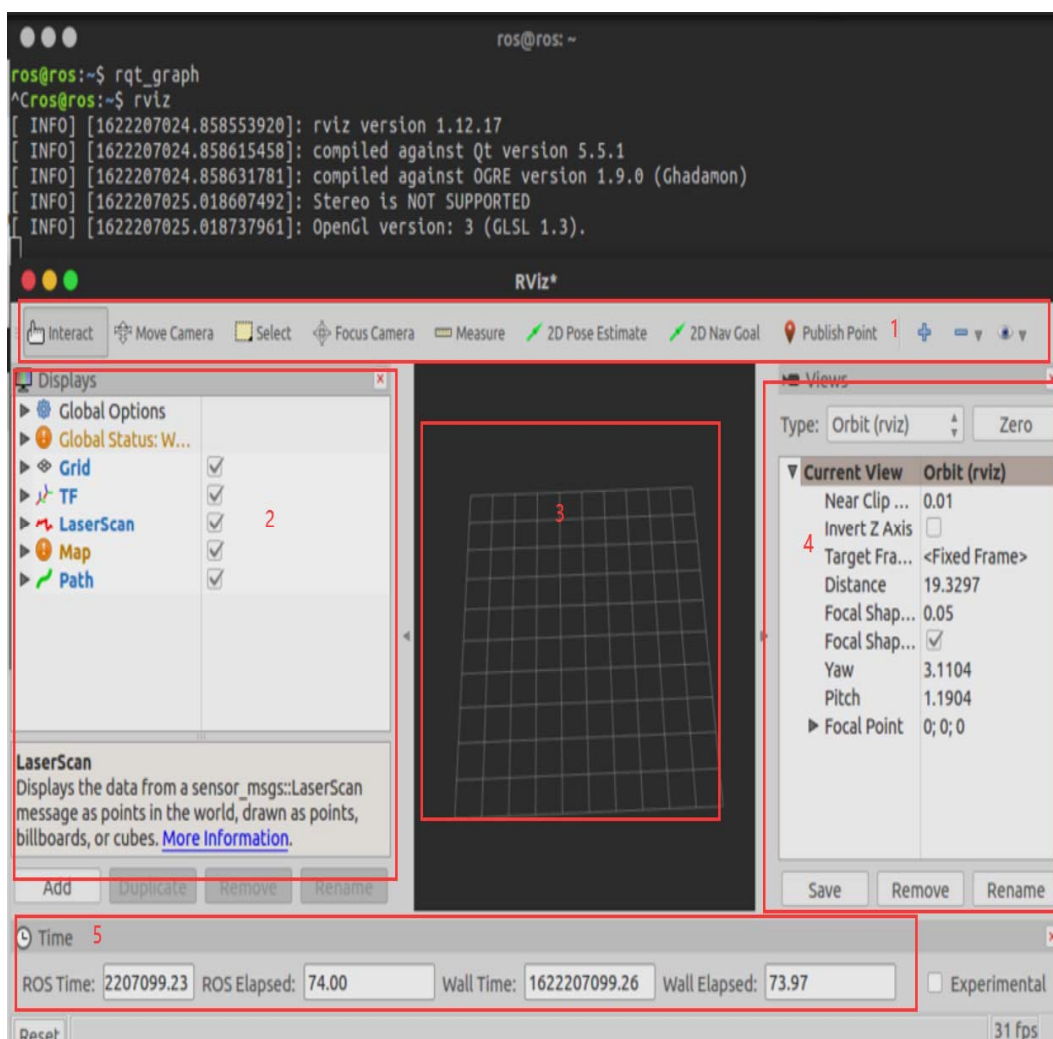 ros@ros: ~
ros@ros:~$ rqt_graph
^Cros@ros:~$ rviz
[ INFO] [1622207024.858553920]: rviz version 1.12.17
[ INFO] [1622207024.858615458]: compiled against Qt version 5.5.1
[ INFO] [1622207024.858631781]: compiled against OGRE version 1.9.0 (Ghadamon)
[ INFO] [1622207025.018607492]: Stereo is NOT SUPPORTED
[ INFO] [1622207025.018737961]: OpenGl version: 3 (GLSL 1.3).
RViz*
Interact Move Camera Select Focus Camera Measure 2D Pose Estimate 2D Nav Goal Publish Point 1
Displays
Global Options
Global Status: W...
Grid
TF
LaserScan 2
Map
Path
LaserScan
Displays the data from a sensor_msgs::LaserScan
message as points in the world, drawn as points,
billboards, or cubes. More Information.
Add Duplicate Remove Rename
3
Views
Type: Orbit (rviz) Zero
Current View Orbit (rviz)
Near Clip ... 0.01
Invert Z Axis
4 Target Fra... <Fixed Frame>
Distance 19.3297
Focal Shap... 0.05
Focal Shap...
Yaw 3.1104
Pitch 1.1904
Focal Point 0; 0; 0
Save Remove Rename
Time 5
ROS Time: 2207099.23 ROS Elapsed: 74.00 Wall Time: 1622207099.26 Wall Elapsed: 73.97 Experimental
Reset 31 fps